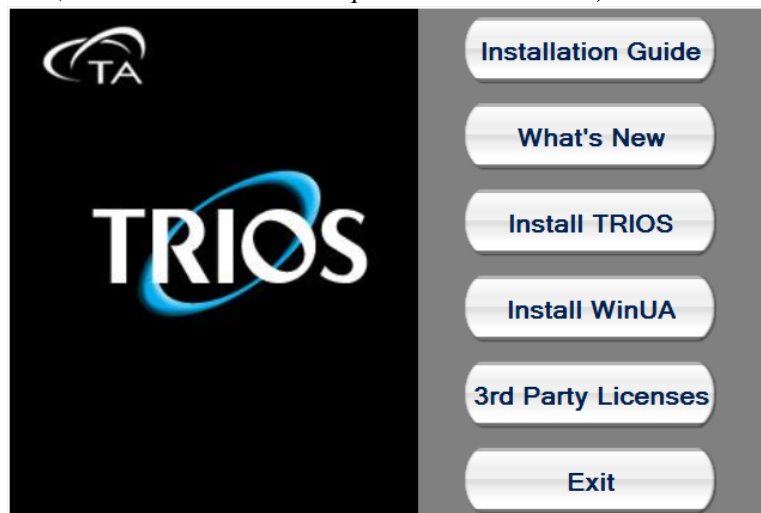 TA
TRIOS
Installation Guide
What's New
Install TRIOS
Install WinUA
3rd Party Licenses
Exit